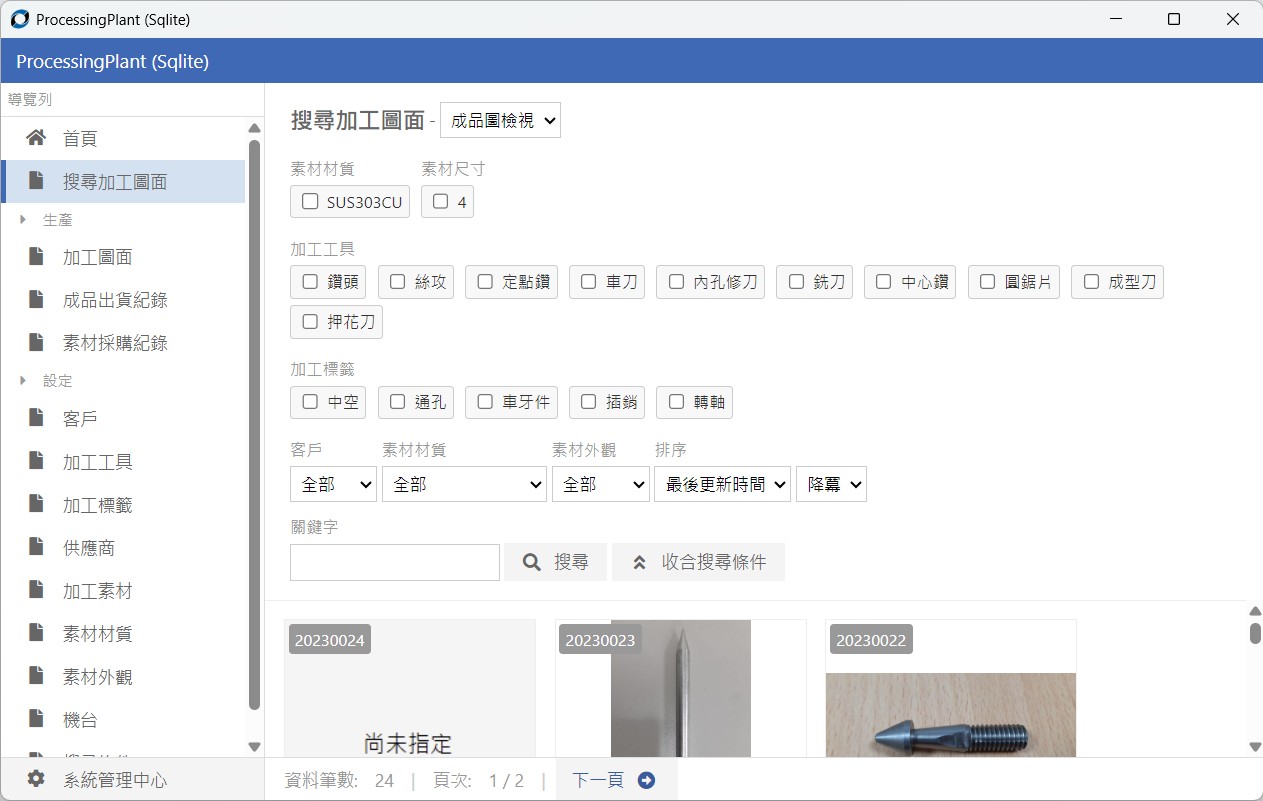 ProcessingPlant (Sqlite)
ProcessingPlant (Sqlite)
導覽列
首頁
搜尋加工圖面
生產
加工圖面
成品出貨紀錄
素材採購紀錄
設定
客戶
加工工具
加工標籤
供應商
加工素材
素材材質
素材外觀
機台
系統管理中心
搜尋加工圖面 - 成品圖檢視
素材材質 素材尺寸
SUS303CU 4
加工工具
鑽頭 絲攻 定點鑽 車刀 內孔修刀 銑刀 中心鑽 圓鋸片 成型刀
押花刀
加工標籤
中空 通孔 車牙件 插銷 轉軸
客戶 素材材質 素材外觀 排序
全部 全部 全部 最後更新時間 降冪
關鍵字
搜尋 收合搜尋條件
20230024 20230023 20230022
尚未指定
資料筆數: 24 | 頁次: 1 / 2 | 下一頁